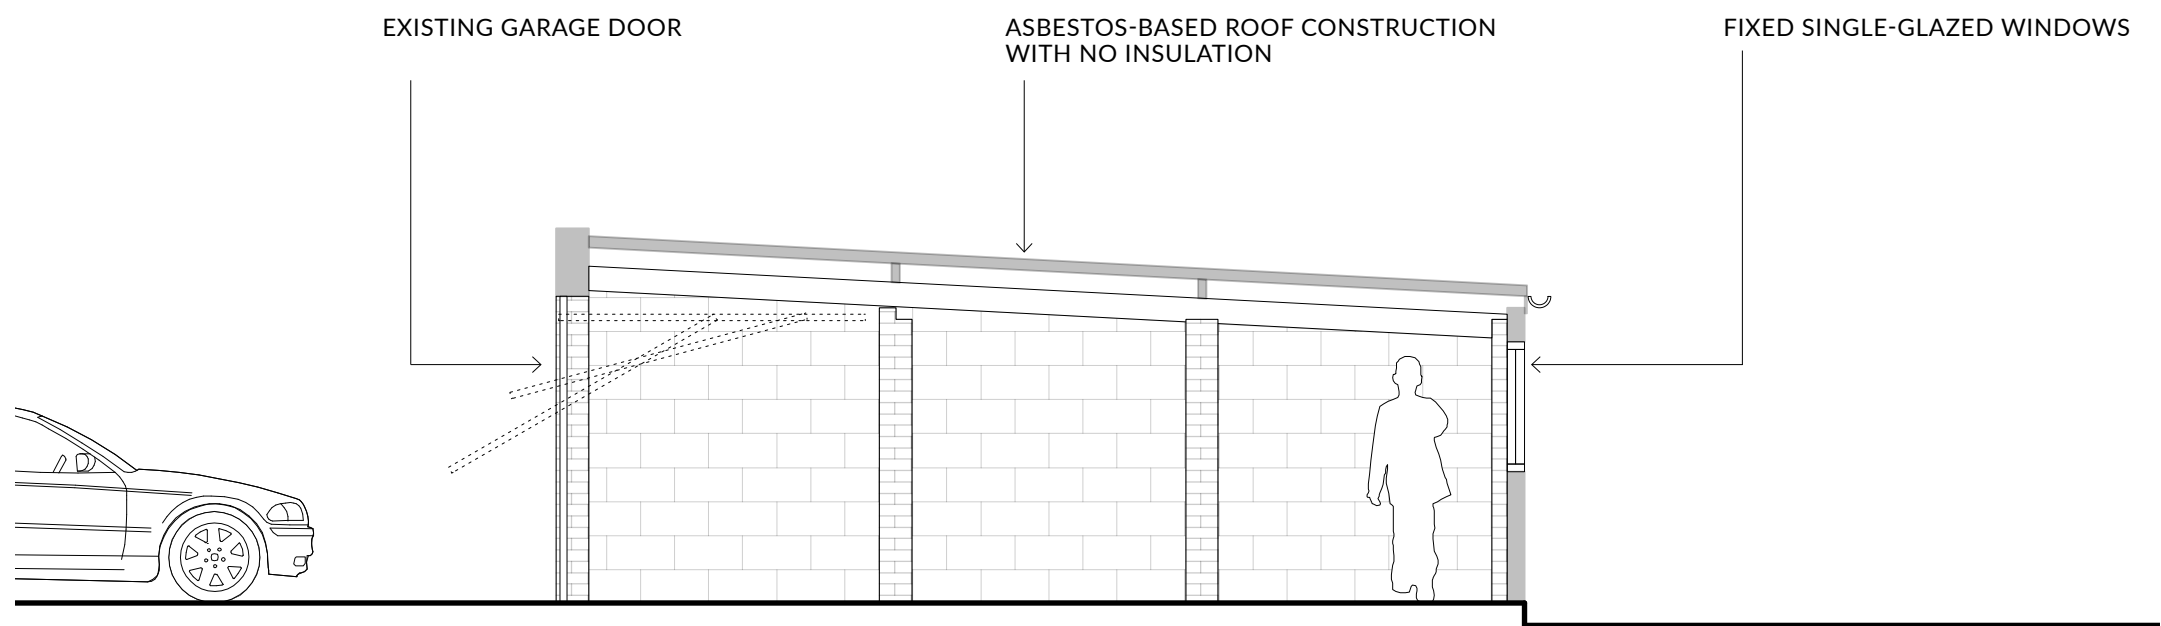 EXISTING GARAGE DOOR
ASBESTOS-BASED ROOF CONSTRUCTION
WITH NO INSULATION
FIXED SINGLE-GLAZED WINDOWS